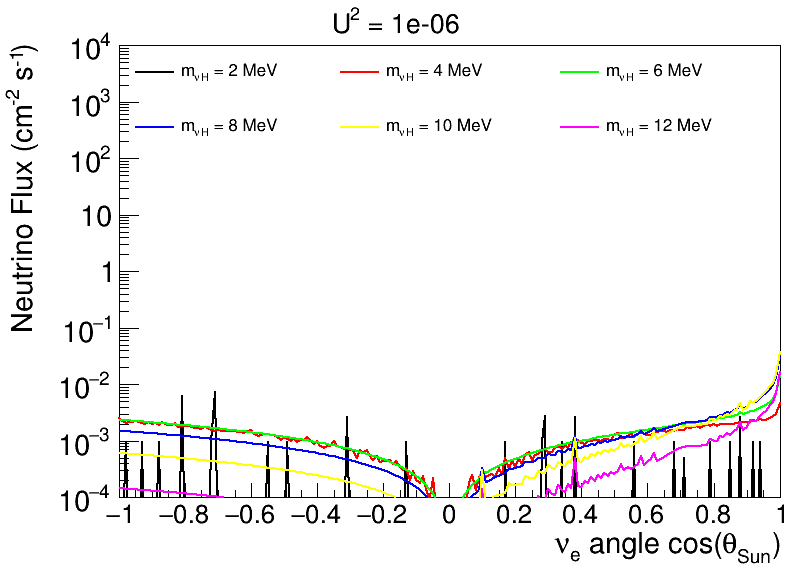 U² = 1e-06
Neutrino Flux (cm⁻² s⁻¹)
10⁴
10³
10²
10
1
10⁻¹
10⁻²
10⁻³
10⁻⁴
m_νH = 2 MeV m_νH = 4 MeV m_νH = 6 MeV
m_νH = 8 MeV m_νH = 10 MeV m_νH = 12 MeV
−1 −0.8 −0.6 −0.4 −0.2 0 0.2 0.4 0.6 0.8 1
ν_e angle cos(θ_Sun)